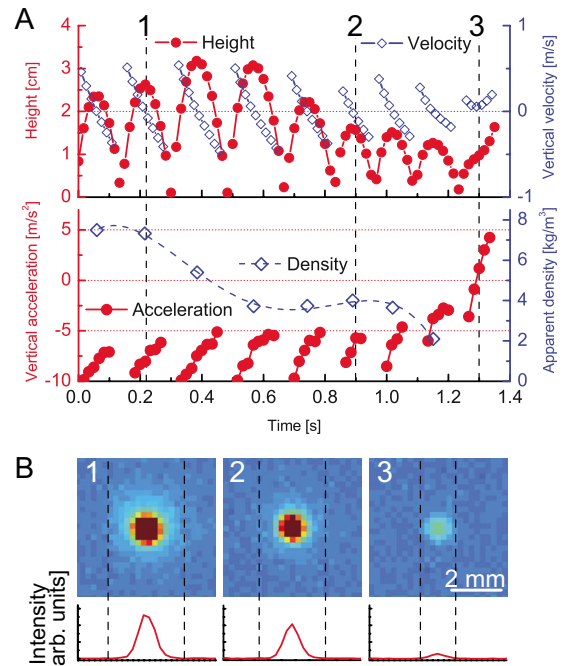 A
1 2 3
Height
Velocity
Height [cm]
4
3
2
1
0
Vertical velocity [m/s]
1
0
-1
Vertical acceleration [m/s²]
5
0
-5
-10
Density
Acceleration
Apparent density [kg/m³]
8
6
4
2
0
0.0 0.2 0.4 0.6 0.8 1.0 1.2 1.4
Time [s]
B
1 2 3
2 mm
Intensity
arb. units]